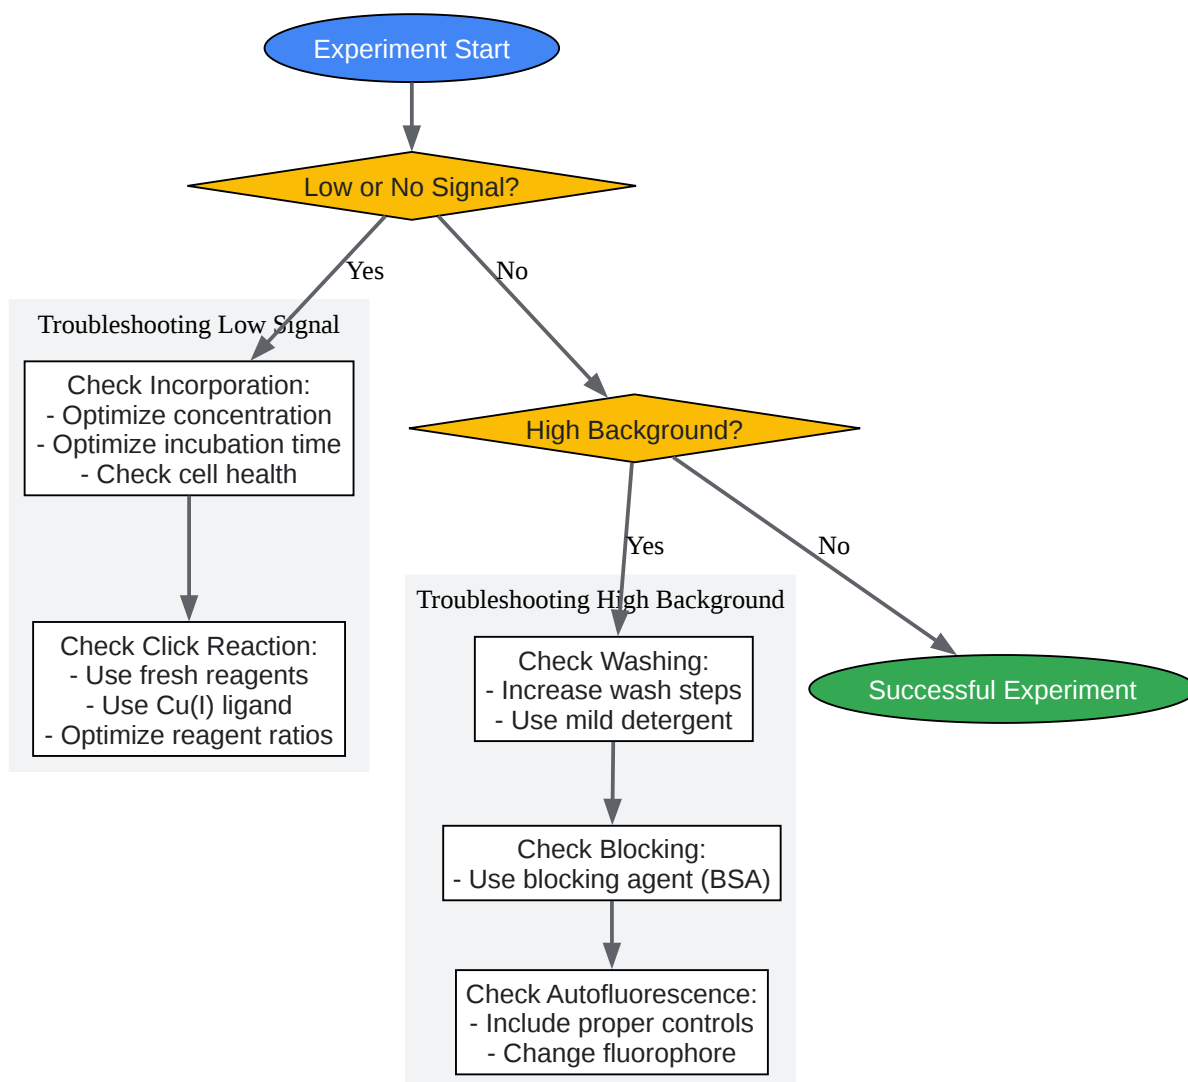 Experiment Start
Low or No Signal?
Yes
No
Troubleshooting Low Signal
Check Incorporation:
- Optimize concentration
- Optimize incubation time
- Check cell health
High Background?
Yes
No
Check Click Reaction:
- Use fresh reagents
- Use Cu(I) ligand
- Optimize reagent ratios
Troubleshooting High Background
Check Washing:
- Increase wash steps
- Use mild detergent
Successful Experiment
Check Blocking:
- Use blocking agent (BSA)
Check Autofluorescence:
- Include proper controls
- Change fluorophore